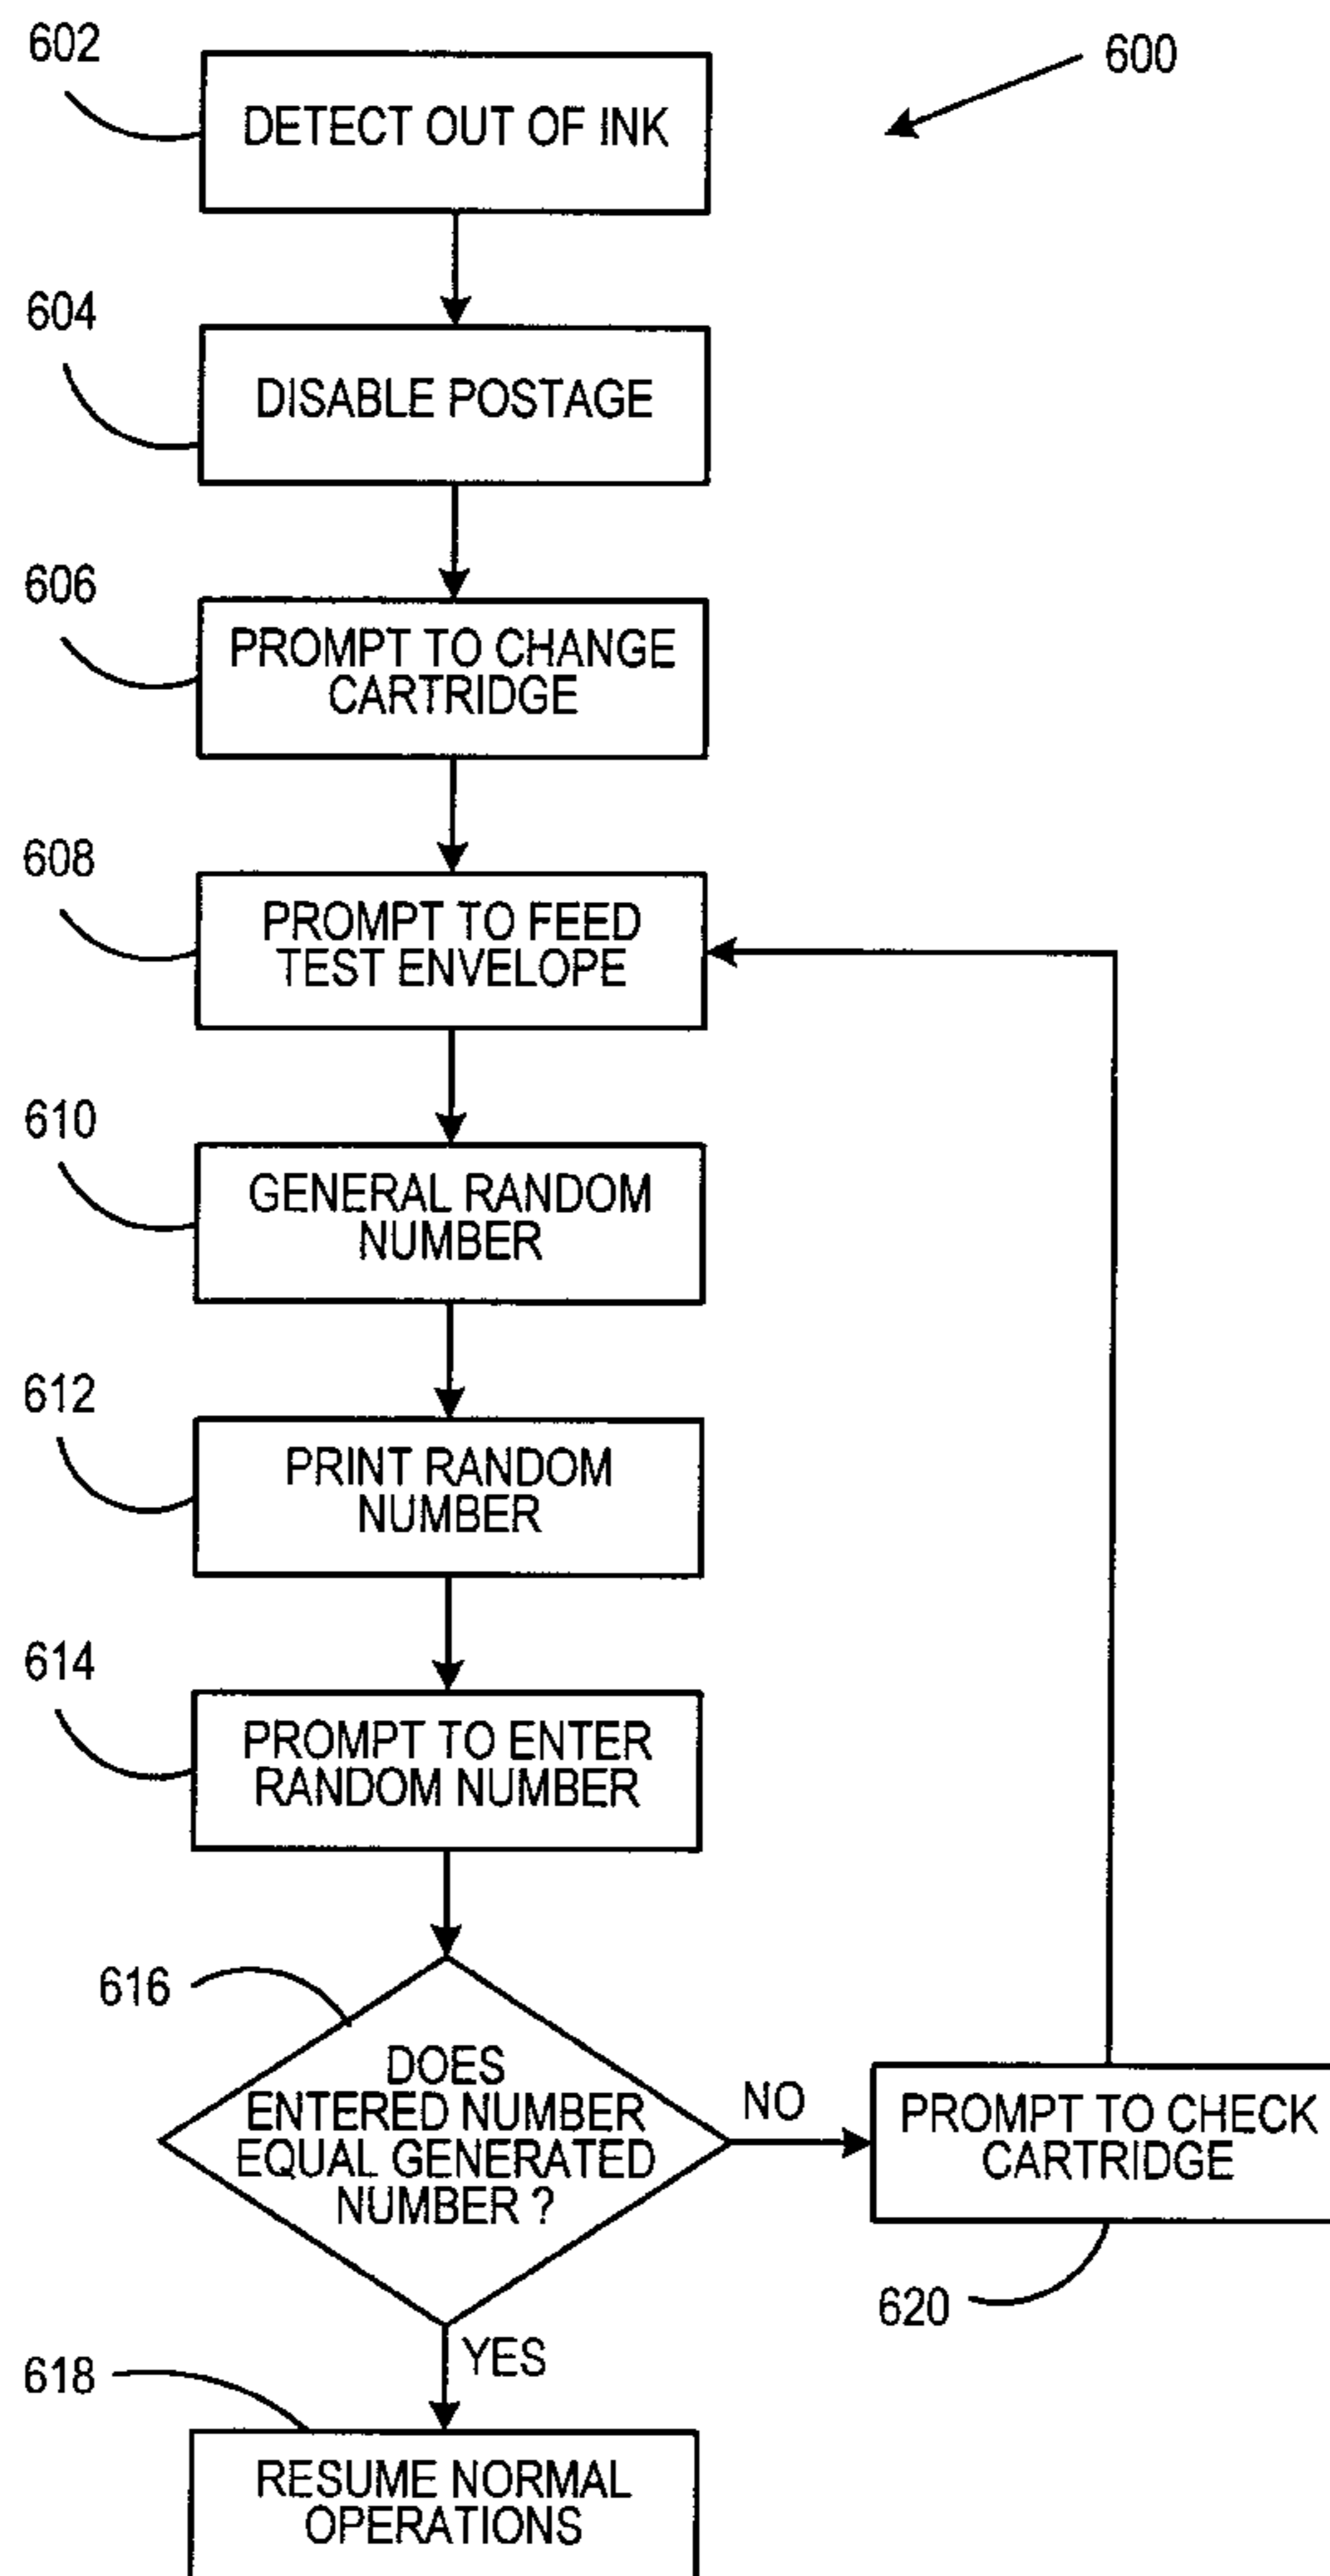 602
600
DETECT OUT OF INK
604
DISABLE POSTAGE
606
PROMPT TO CHANGE
CARTRIDGE
608
PROMPT TO FEED
TEST ENVELOPE
610
GENERAL RANDOM
NUMBER
612
PRINT RANDOM
NUMBER
614
PROMPT TO ENTER
RANDOM NUMBER
616
DOES
ENTERED NUMBER
EQUAL GENERATED
NUMBER ?
NO
PROMPT TO CHECK
CARTRIDGE
620
YES
618
RESUME NORMAL
OPERATIONS